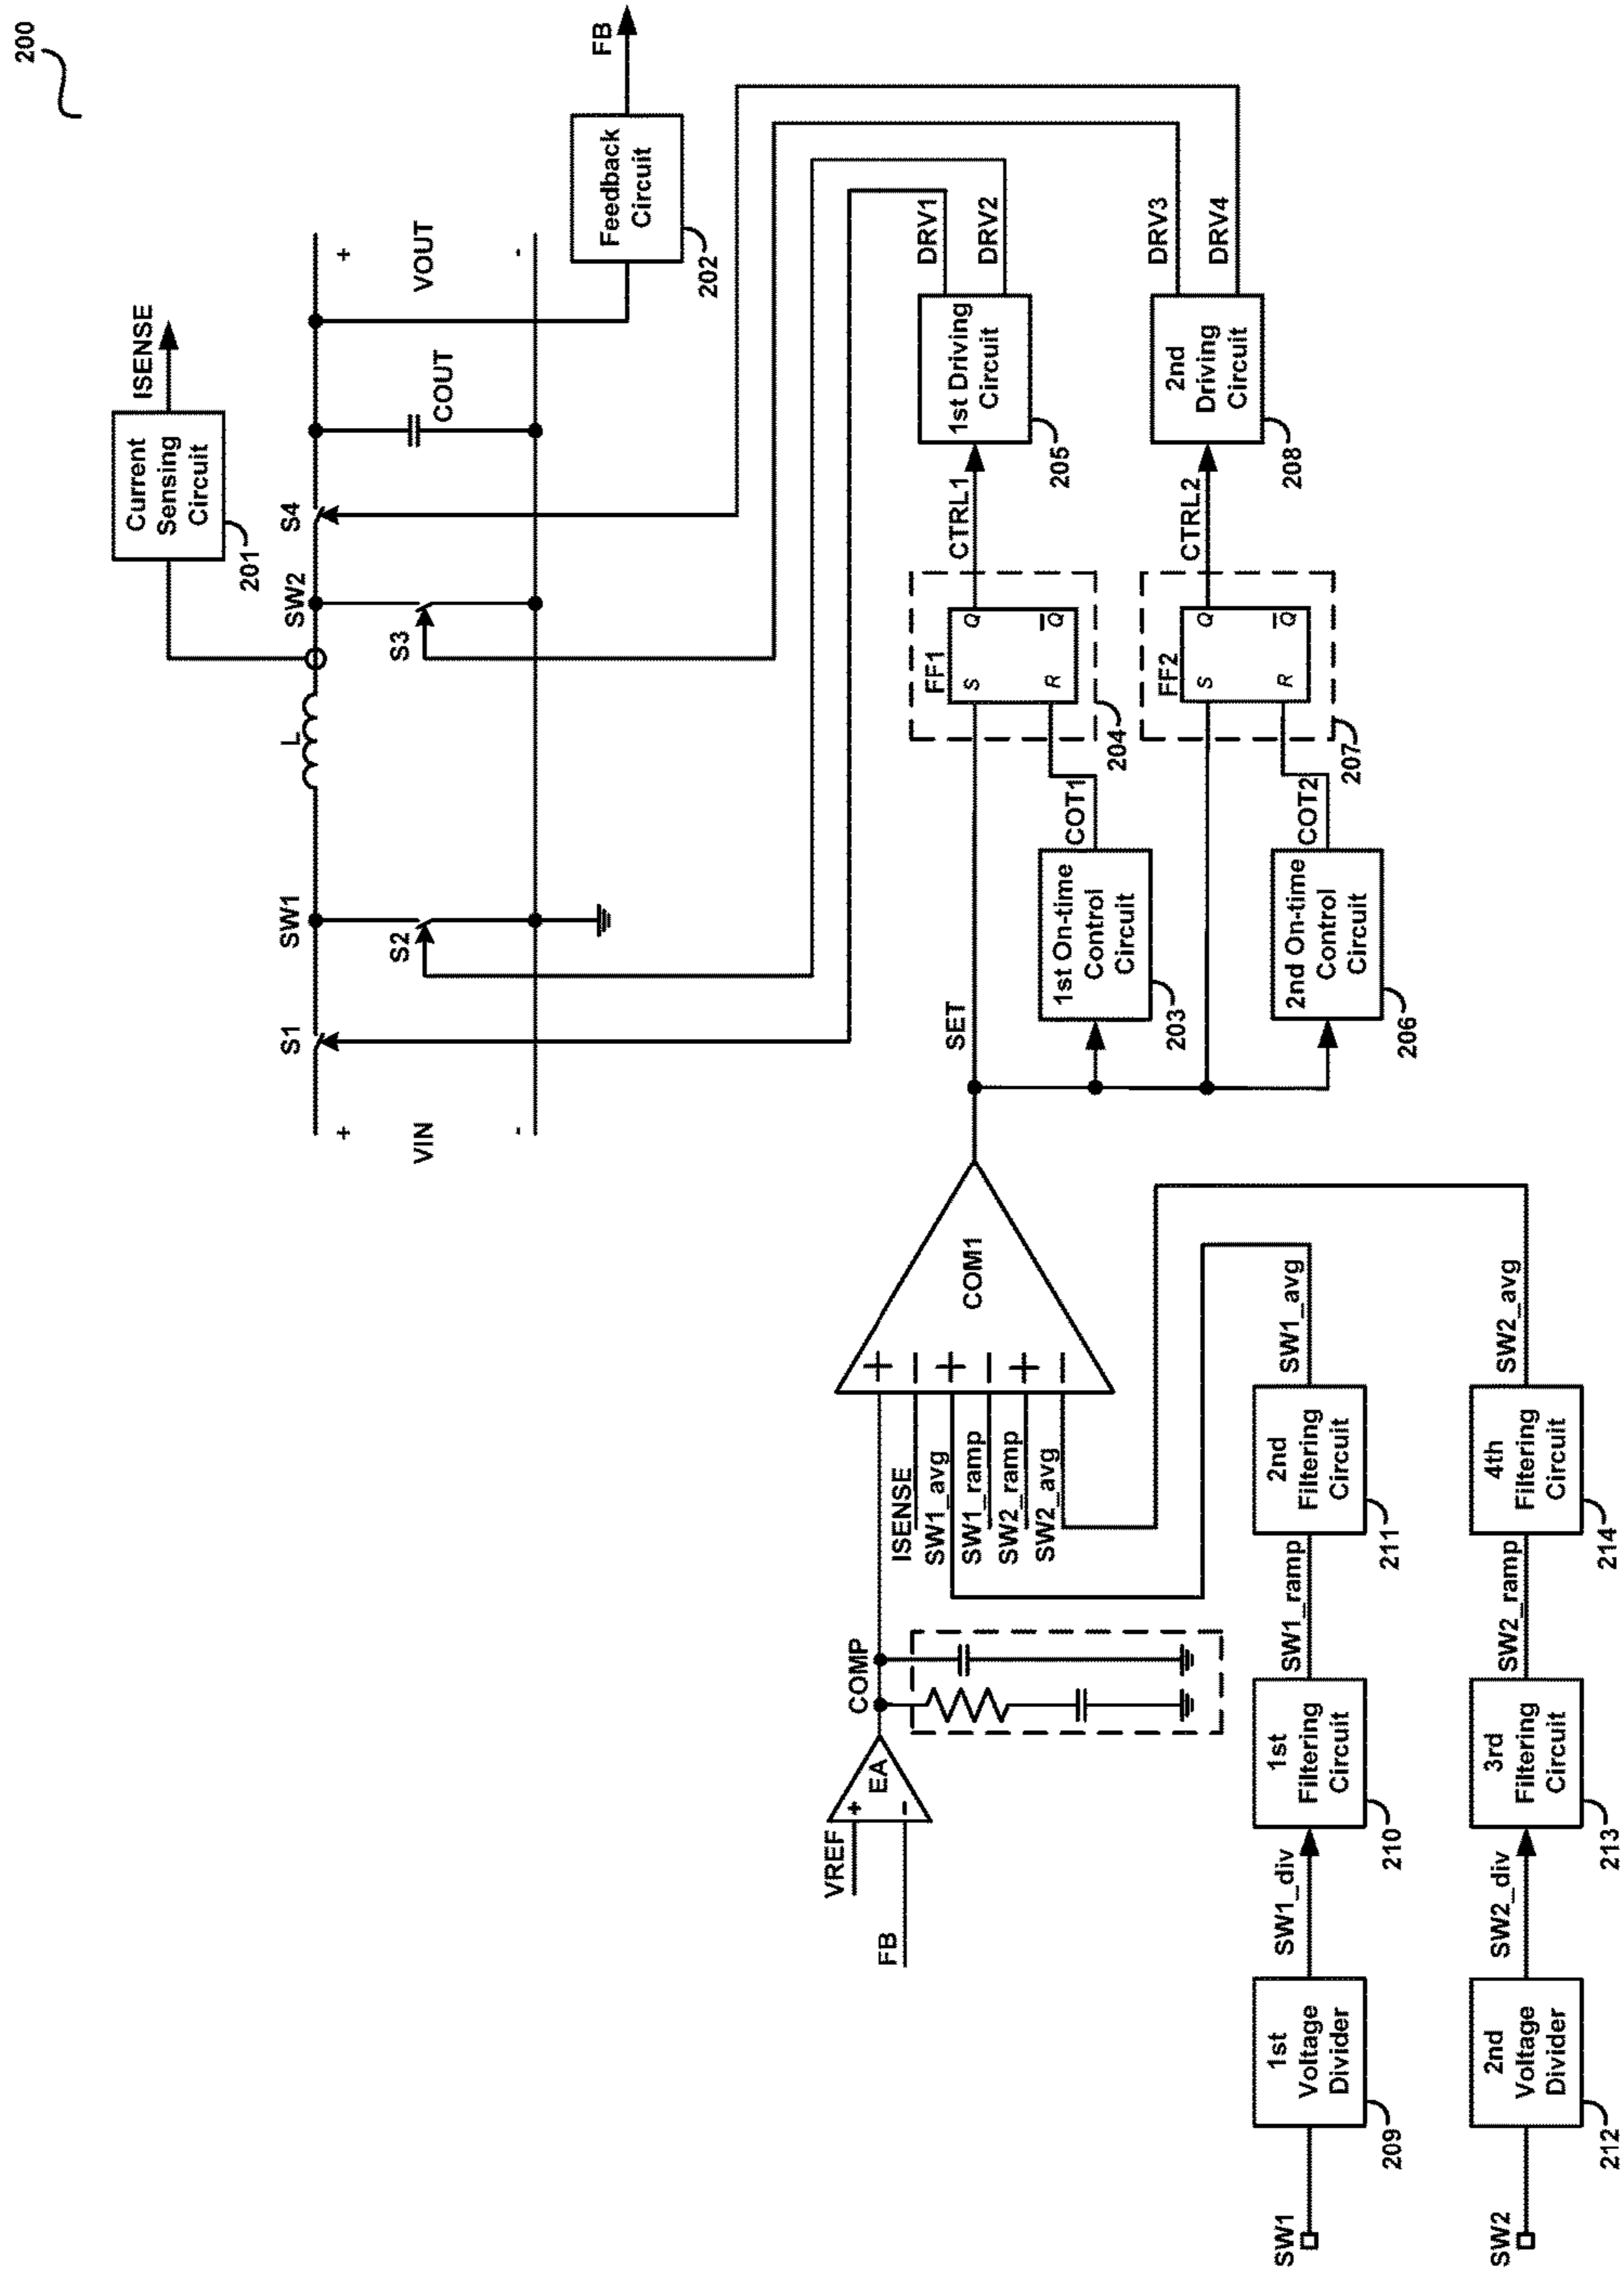 200
Current
Sensing
Circuit
201
ISENSE
S1
SW1
L
SW2
S4
+
VIN
-
S2
S3
COUT
+
VOUT
-
Feedback
Circuit
202
FB
VREF
FB
+
-
EA
COMP
ISENSE
SW1_avg
SW1_ramp
SW2_ramp
SW2_avg
+
−
+
−
+
−
COM1
SET
1st On-time
Control
Circuit
203
COT1
FF1
S
Q
R
Q̅
204
CTRL1
1st Driving
Circuit
205
DRV1
DRV2
2nd On-time
Control
Circuit
206
COT2
FF2
S
Q
R
Q̅
207
CTRL2
2nd
Driving
Circuit
208
DRV3
DRV4
SW1
1st
Voltage
Divider
209
SW1_div
1st
Filtering
Circuit
210
SW1_ramp
2nd
Filtering
Circuit
211
SW1_avg
SW2
2nd
Voltage
Divider
212
SW2_div
3rd
Filtering
Circuit
213
SW2_ramp
4th
Filtering
Circuit
214
SW2_avg